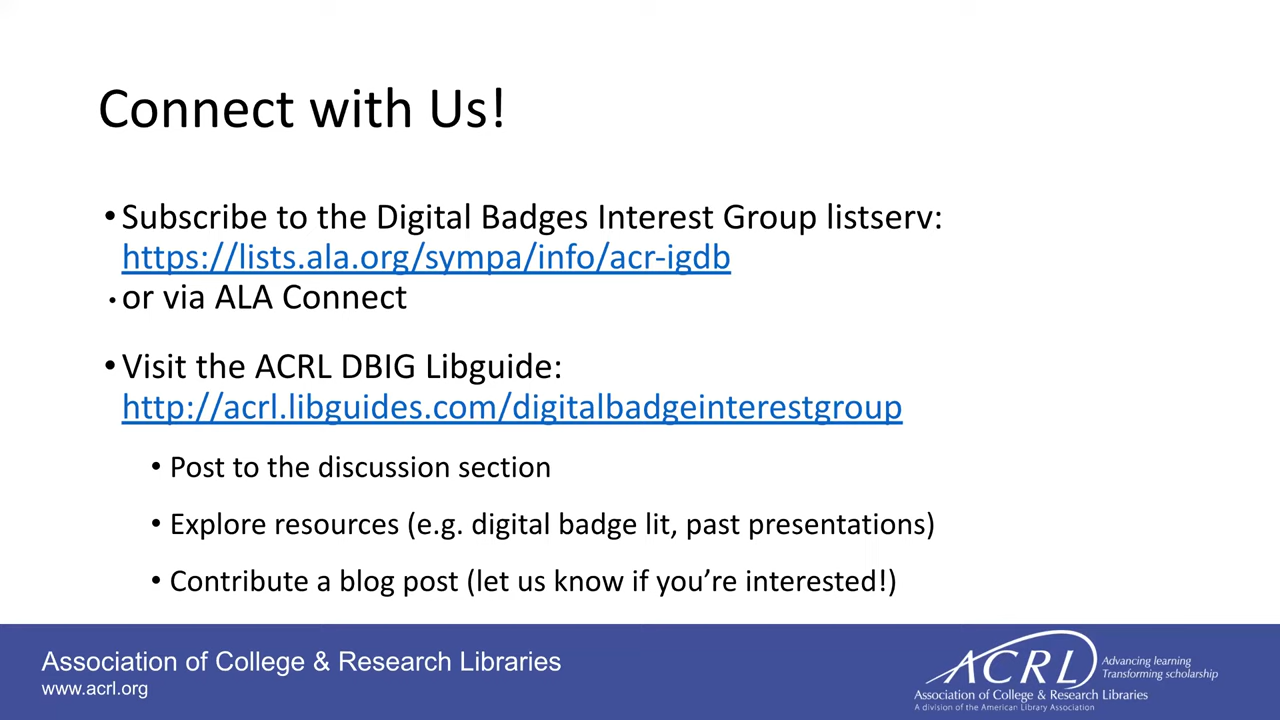 Connect with Us!
•Subscribe to the Digital Badges Interest Group listserv:
https://lists.ala.org/sympa/info/acr-igdb
•or via ALA Connect
•Visit the ACRL DBIG Libguide:
http://acrl.libguides.com/digitalbadgeinterestgroup
• Post to the discussion section
• Explore resources (e.g. digital badge lit, past presentations)
• Contribute a blog post (let us know if you’re interested!)
Association of College & Research Libraries
www.acrl.org
ACRL
Advancing learning
Transforming scholarship
Association of College & Research Libraries
A division of the American Library Association